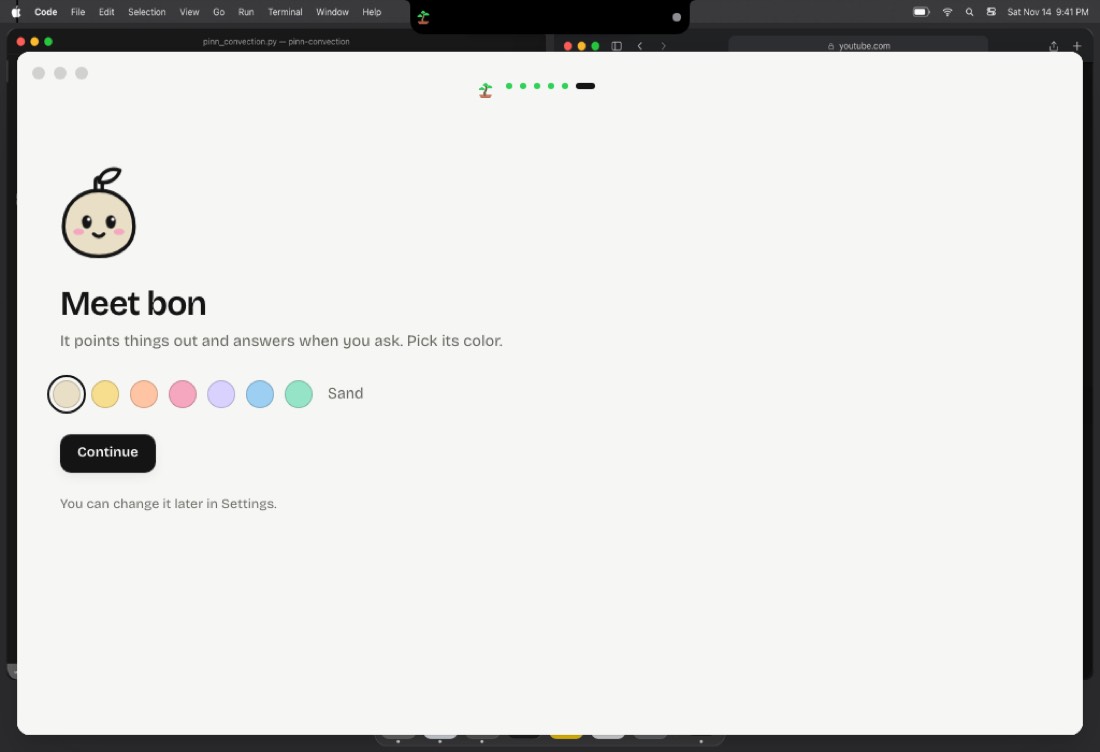 Code File Edit Selection View Go Run Terminal Window Help
Sat Nov 14 9:41 PM
pinn_convection.py — pinn-convection
youtube.com
Meet bon
It points things out and answers when you ask. Pick its color.
Sand
Continue
You can change it later in Settings.